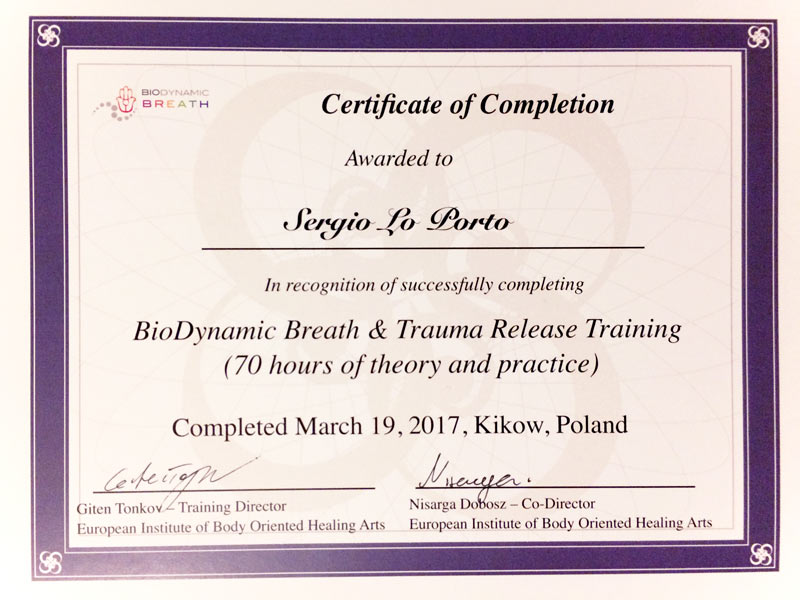 BIODYNAMIC
BREATH
Certificate of Completion
Awarded to
Sergio Lo Porto
In recognition of successfully completing
BioDynamic Breath & Trauma Release Training
(70 hours of theory and practice)
Completed March 19, 2017, Kikow, Poland
Giten Tonkov – Training Director
European Institute of Body Oriented Healing Arts
Nisarga Dobosz – Co-Director
European Institute of Body Oriented Healing Arts